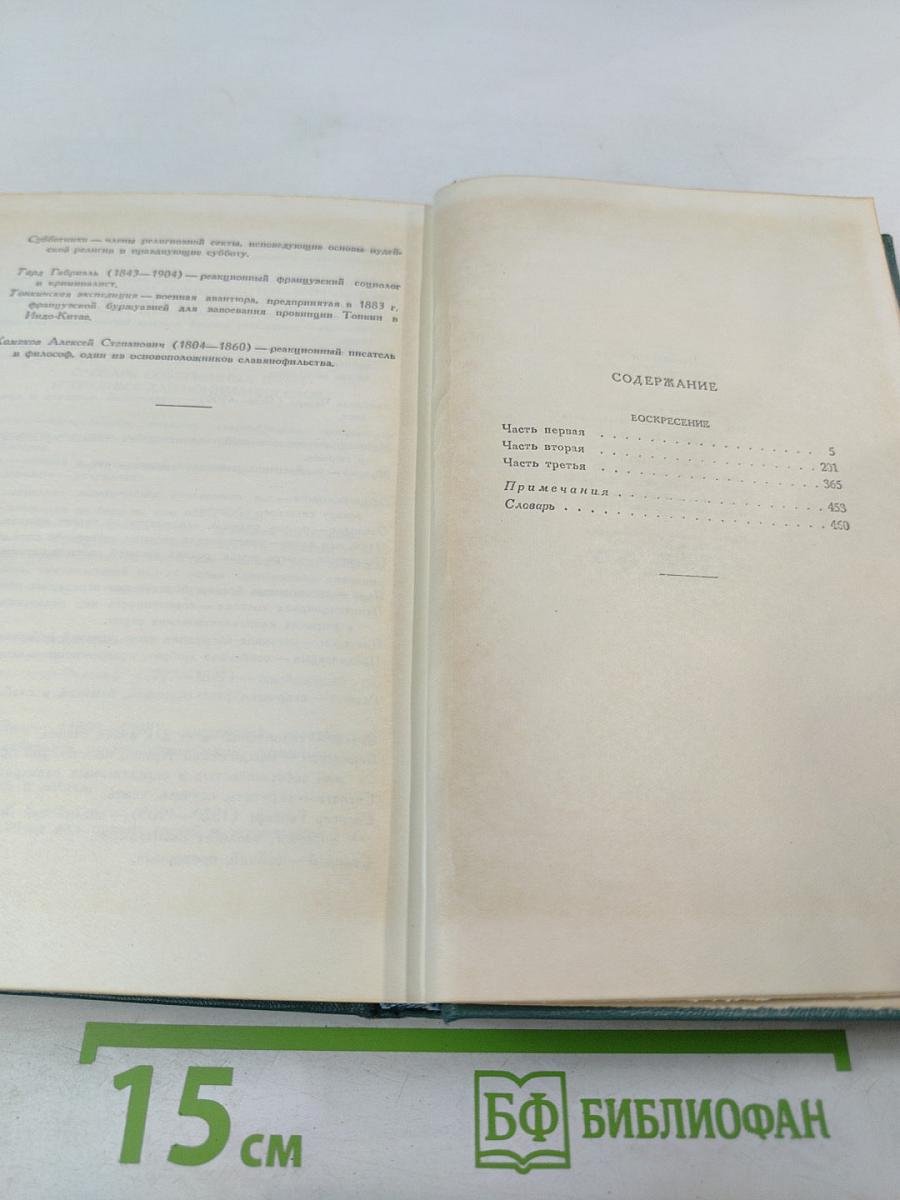 Субботники — члены религиозной секты, исповедующие основы иудей-
ской религии и празднующие субботу.
Тард Габриэль (1843—1904) — реакционный французский социолог
и криминалист.
Тонкинская экспедиция — военная авантюра, предпринятая в 1883 г.
французской буржуазией для завоевания провинции Тонкин в
Индо-Китае.
Хомяков Алексей Степанович (1804—1860) — реакционный писатель
и философ, один из основоположников славянофильства.
СОДЕРЖАНИЕ
ВОСКРЕСЕНИЕ
Часть первая . . . . . . . . . . . . . . . . 5
Часть вторая . . . . . . . . . . . . . . . . 201
Часть третья . . . . . . . . . . . . . . . . 365
Примечания . . . . . . . . . . . . . . . 453
Словарь . . . . . . . . . . . . . . . . . . 460
15 см
БФ БИБЛИОФАН